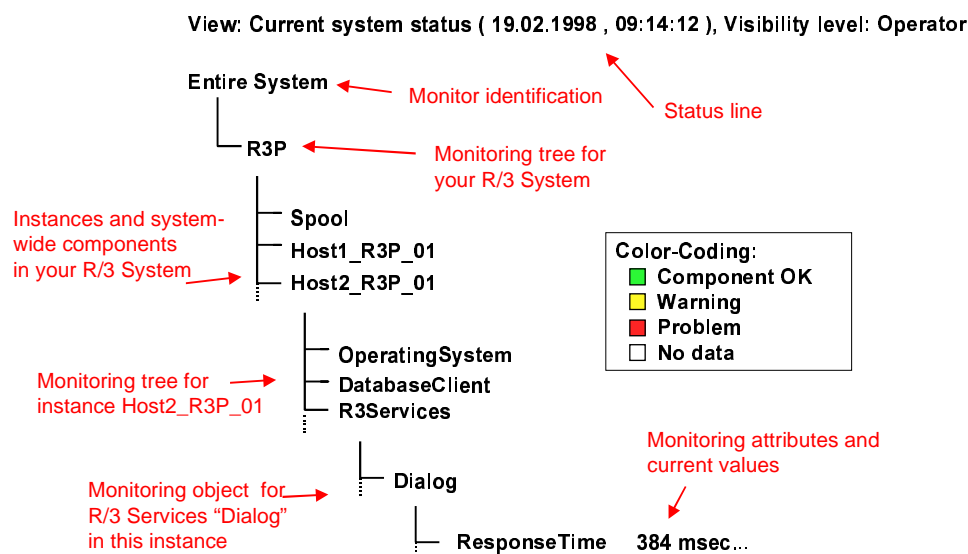 View: Current system status ( 19.02.1998 , 09:14:12 ), Visibility level: Operator
Entire System
Monitor identification
Status line
R3P
Monitoring tree for
your R/3 System
Instances and system-
wide components
in your R/3 System
Spool
Host1_R3P_01
Host2_R3P_01
Color-Coding:
Component OK
Warning
Problem
No data
OperatingSystem
DatabaseClient
R3Services
Monitoring tree for
instance Host2_R3P_01
Monitoring attributes and
current values
Dialog
Monitoring object for
R/3 Services “Dialog”
in this instance
ResponseTime 384 msec...